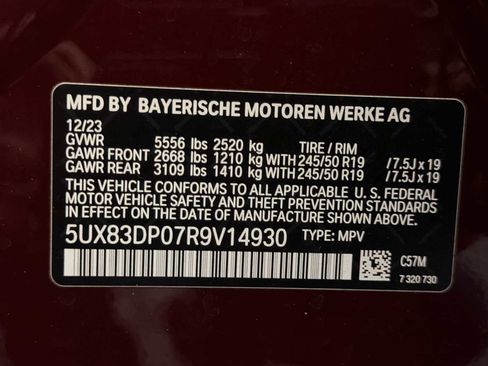 MFD BY BAYERISCHE MOTOREN WERKE AG
12/23
GVWR 5556 lbs 2520 kg TIRE / RIM
GAWR FRONT 2668 lbs 1210 kg WITH 245/50 R19 /7.5J x 19
GAWR REAR 3109 lbs 1410 kg WITH 245/50 R19 /7.5J x 19
THIS VEHICLE CONFORMS TO ALL APPLICABLE U. S. FEDERAL
MOTOR VEHICLE SAFETY AND THEFT PREVENTION STANDARDS
IN EFFECT ON THE DATE OF MANUFACTURE SHOWN ABOVE.
5UX83DP07R9V14930 TYPE: MPV
C57M
7 320 730